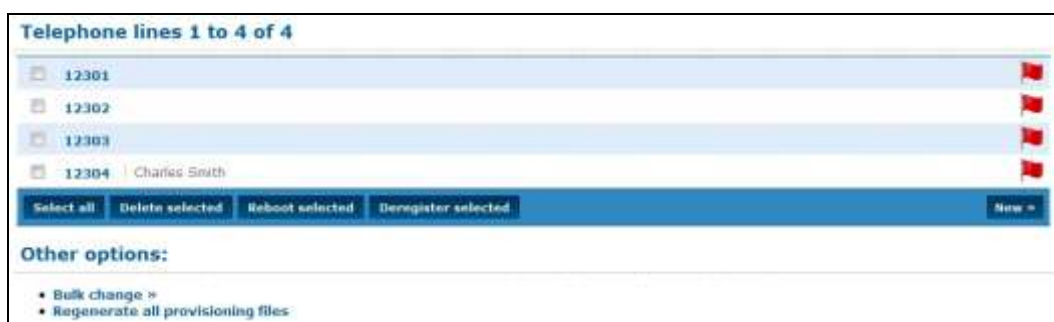 Telephone lines 1 to 4 of 4
12301
12302
12303
12304 | Charles Smith
Select all Delete selected Reboot selected Deregister selected New »
Other options:
• Bulk change »
• Regenerate all provisioning files